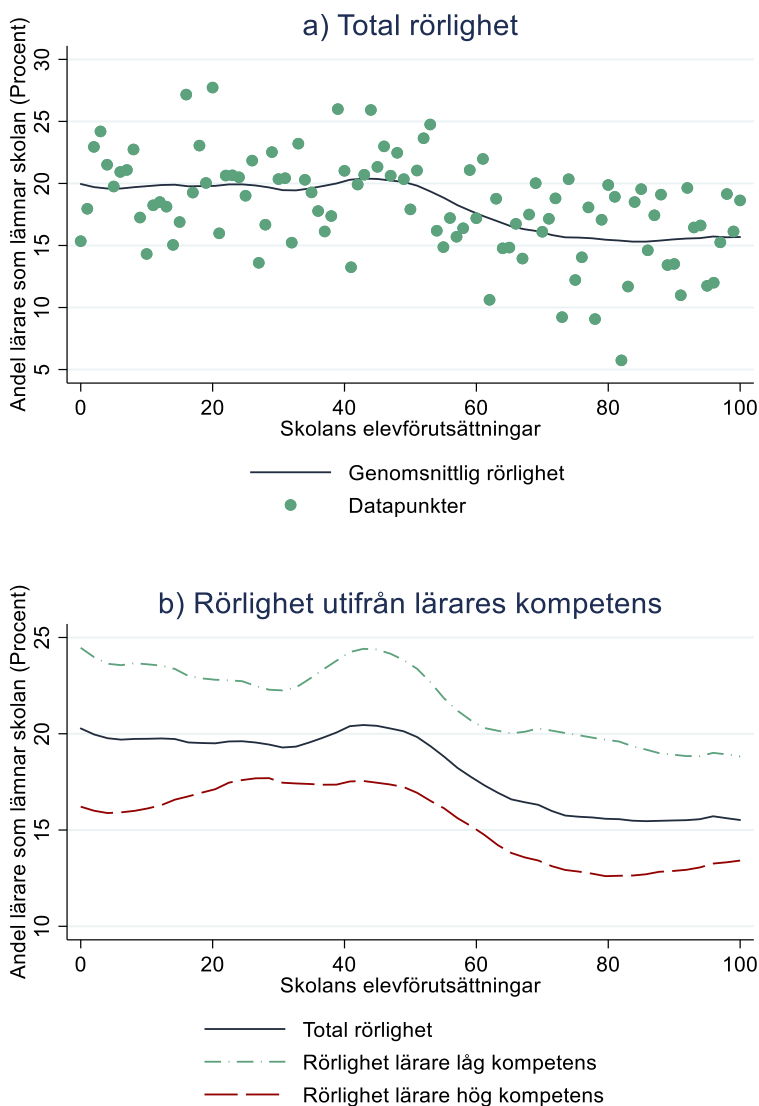 a) Total rörlighet
Andel lärare som lämnar skolan (Procent)
30
25
20
15
10
5
0 20 40 60 80 100
Skolans elevförutsättningar
Genomsnittlig rörlighet
Datapunkter
b) Rörlighet utifrån lärares kompetens
Andel lärare som lämnar skolan (Procent)
25
20
15
10
0 20 40 60 80 100
Skolans elevförutsättningar
Total rörlighet
Rörlighet lärare låg kompetens
Rörlighet lärare hög kompetens